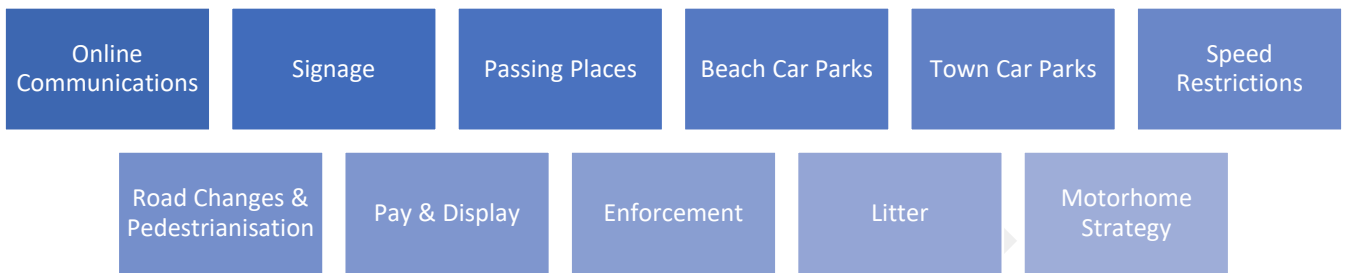 Online
Communications
Signage
Passing Places
Beach Car Parks
Town Car Parks
Speed
Restrictions
Road Changes &
Pedestrianisation
Pay & Display
Enforcement
Litter
Motorhome
Strategy